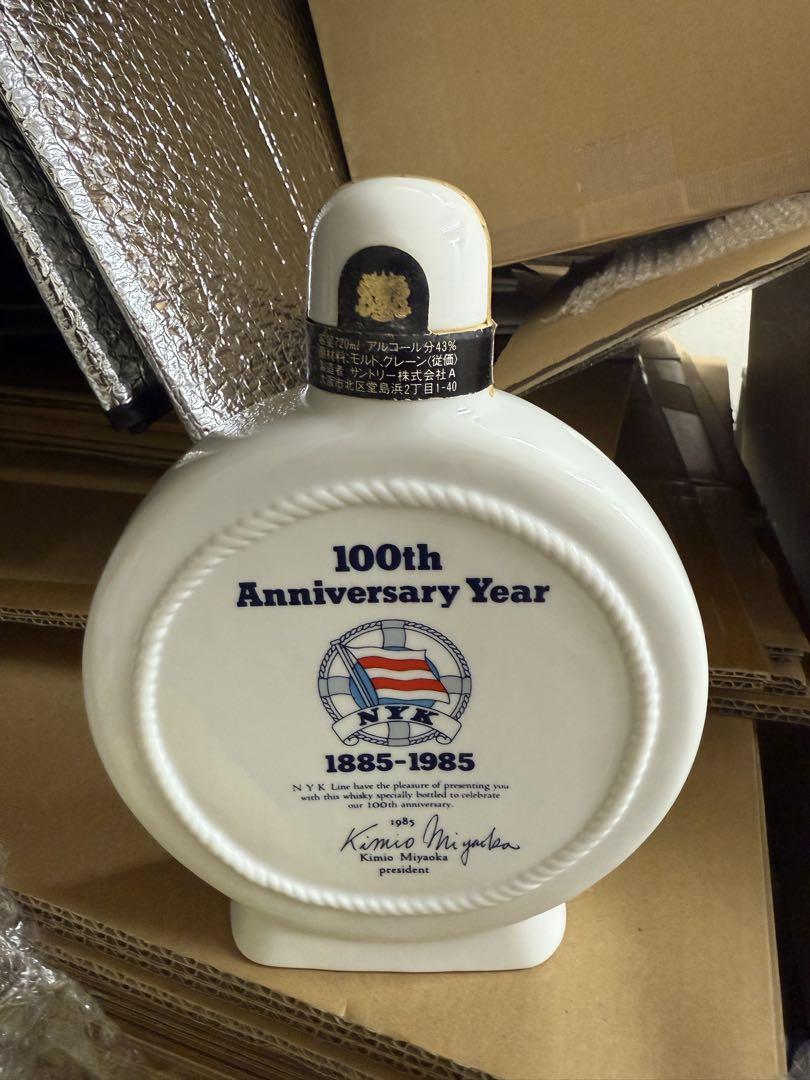 容量720ml アルコール分43%
原材料:モルト、グレーン(従価)
製造者 サントリー株式会社A
大阪市北区堂島浜2丁目1-40
100th
Anniversary Year
NYK
1885-1985
N Y K Line have the pleasure of presenting you
with this whisky specially bottled to celebrate
our 100th anniversary.
1985
Kimio Miyaoka
Kimio Miyaoka
president